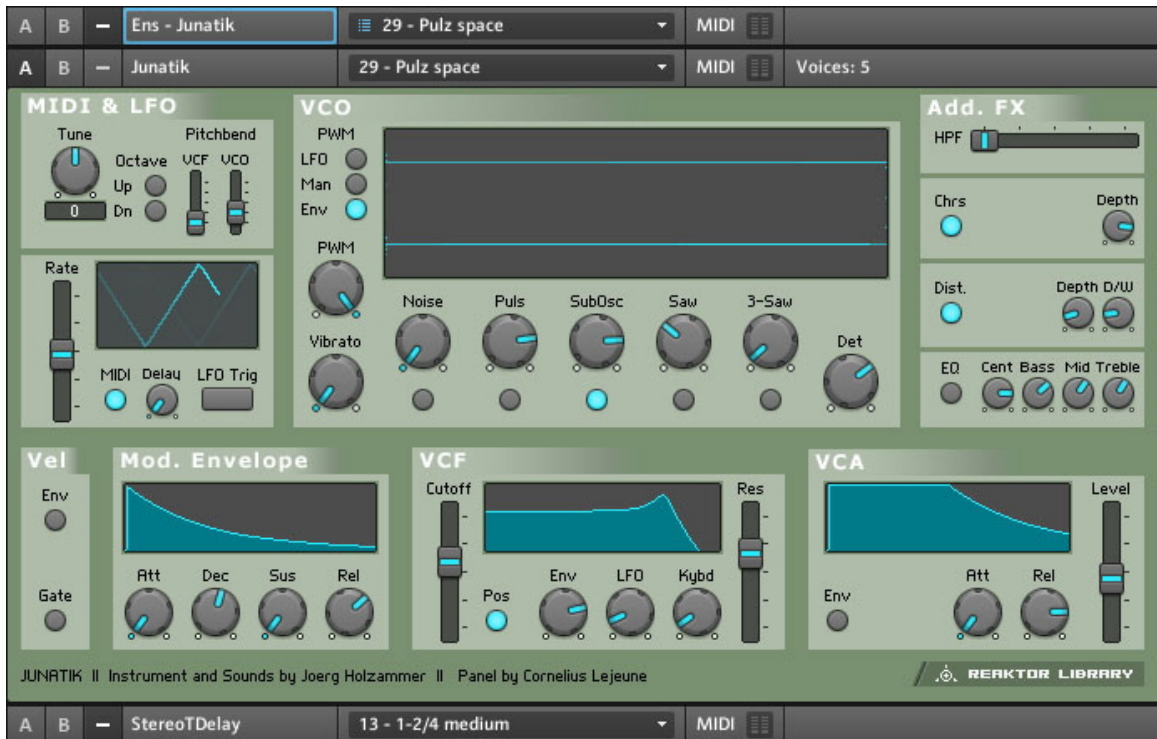 A B – Ens - Junatik 29 - Pulz space MIDI
A B – Junatik 29 - Pulz space MIDI Voices: 5
MIDI & LFO
Tune Pitchbend
Octave VCF VCO
Up
0 Dn
Rate
MIDI Delay LFO Trig
VCO
PWM
LFO
Man
Env
PWM
Vibrato
Noise Puls SubOsc Saw 3-Saw
Det
Add. FX
HPF
Chrs Depth
Dist. Depth D/W
EQ Cent Bass Mid Treble
Vel
Env
Gate
Mod. Envelope
Att Dec Sus Rel
VCF
Cutoff Res
Env LFO Kybd
Pos
VCA
Level
Att Rel
Env
JUNATIK II Instrument and Sounds by Joerg Holzammer II Panel by Cornelius Lejeune
REAKTOR LIBRARY
A B – StereoTDelay 13 - 1-2/4 medium MIDI